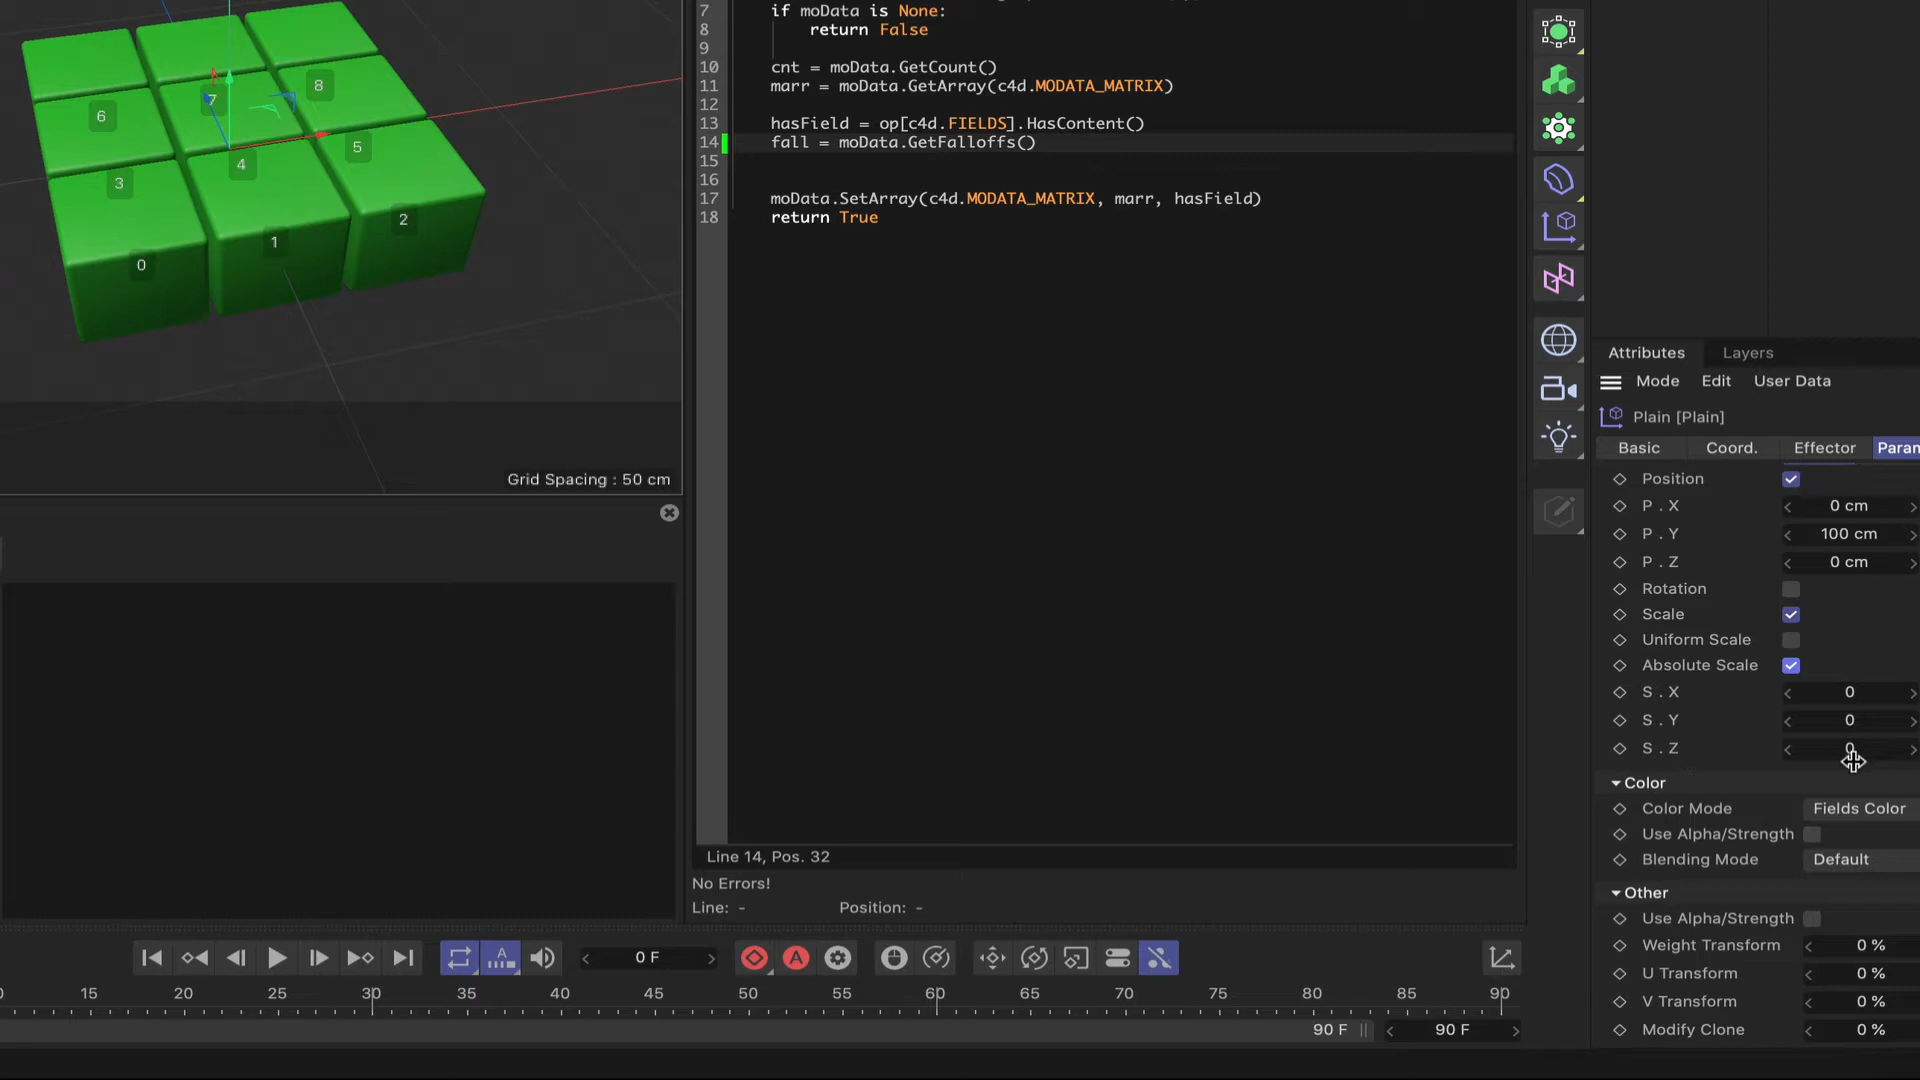 7
8
6
7
5
4
3
2
1
0
Grid Spacing : 50 cm
7 if moData is None:
8 return False
9
10 cnt = moData.GetCount()
11 marr = moData.GetArray(c4d.MODATA_MATRIX)
12
13 hasField = op[c4d.FIELDS].HasContent()
14 fall = moData.GetFalloffs()
15
16
17 moData.SetArray(c4d.MODATA_MATRIX, marr, hasField)
18 return True
Line 14, Pos. 32
No Errors!
Line: - Position: -
Attributes Layers
Mode Edit User Data
Plain [Plain]
Basic Coord. Effector Param
Position
P . X 0 cm
P . Y 100 cm
P . Z 0 cm
Rotation
Scale
Uniform Scale
Absolute Scale
S . X 0
S . Y 0
S . Z 0
Color
Color Mode Fields Color
Use Alpha/Strength
Blending Mode Default
Other
Use Alpha/Strength
Weight Transform 0 %
U Transform 0 %
V Transform 0 %
Modify Clone 0 %
0 F
0 15 20 25 30 35 40 45 50 55 60 65 70 75 80 85 90
90 F 90 F